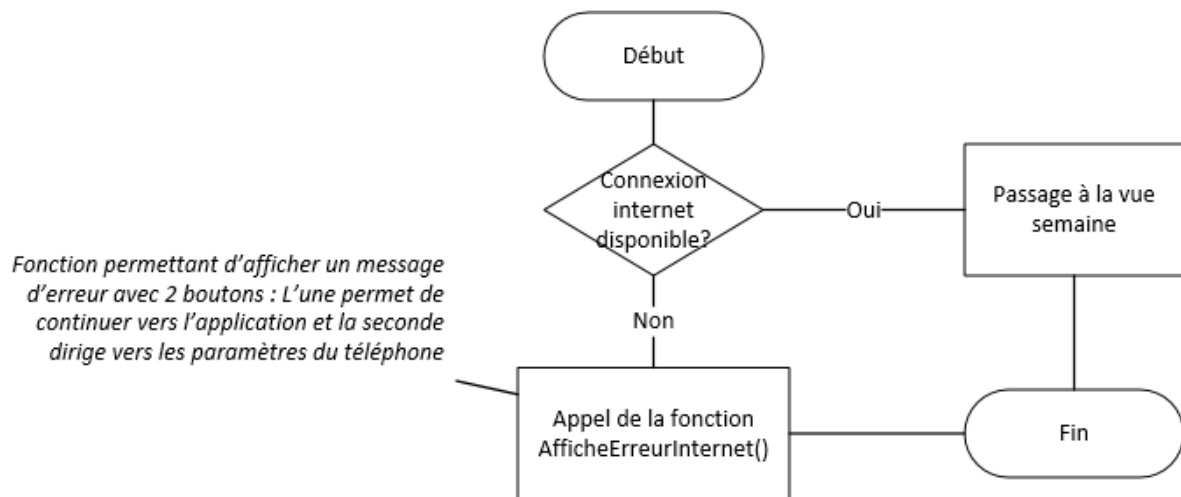 Début
Connexion
internet
disponible?
Oui
Passage à la vue
semaine
Fonction permettant d’afficher un message
d’erreur avec 2 boutons : L’une permet de
continuer vers l’application et la seconde
dirige vers les paramètres du téléphone
Non
Appel de la fonction
AfficheErreurInternet()
Fin